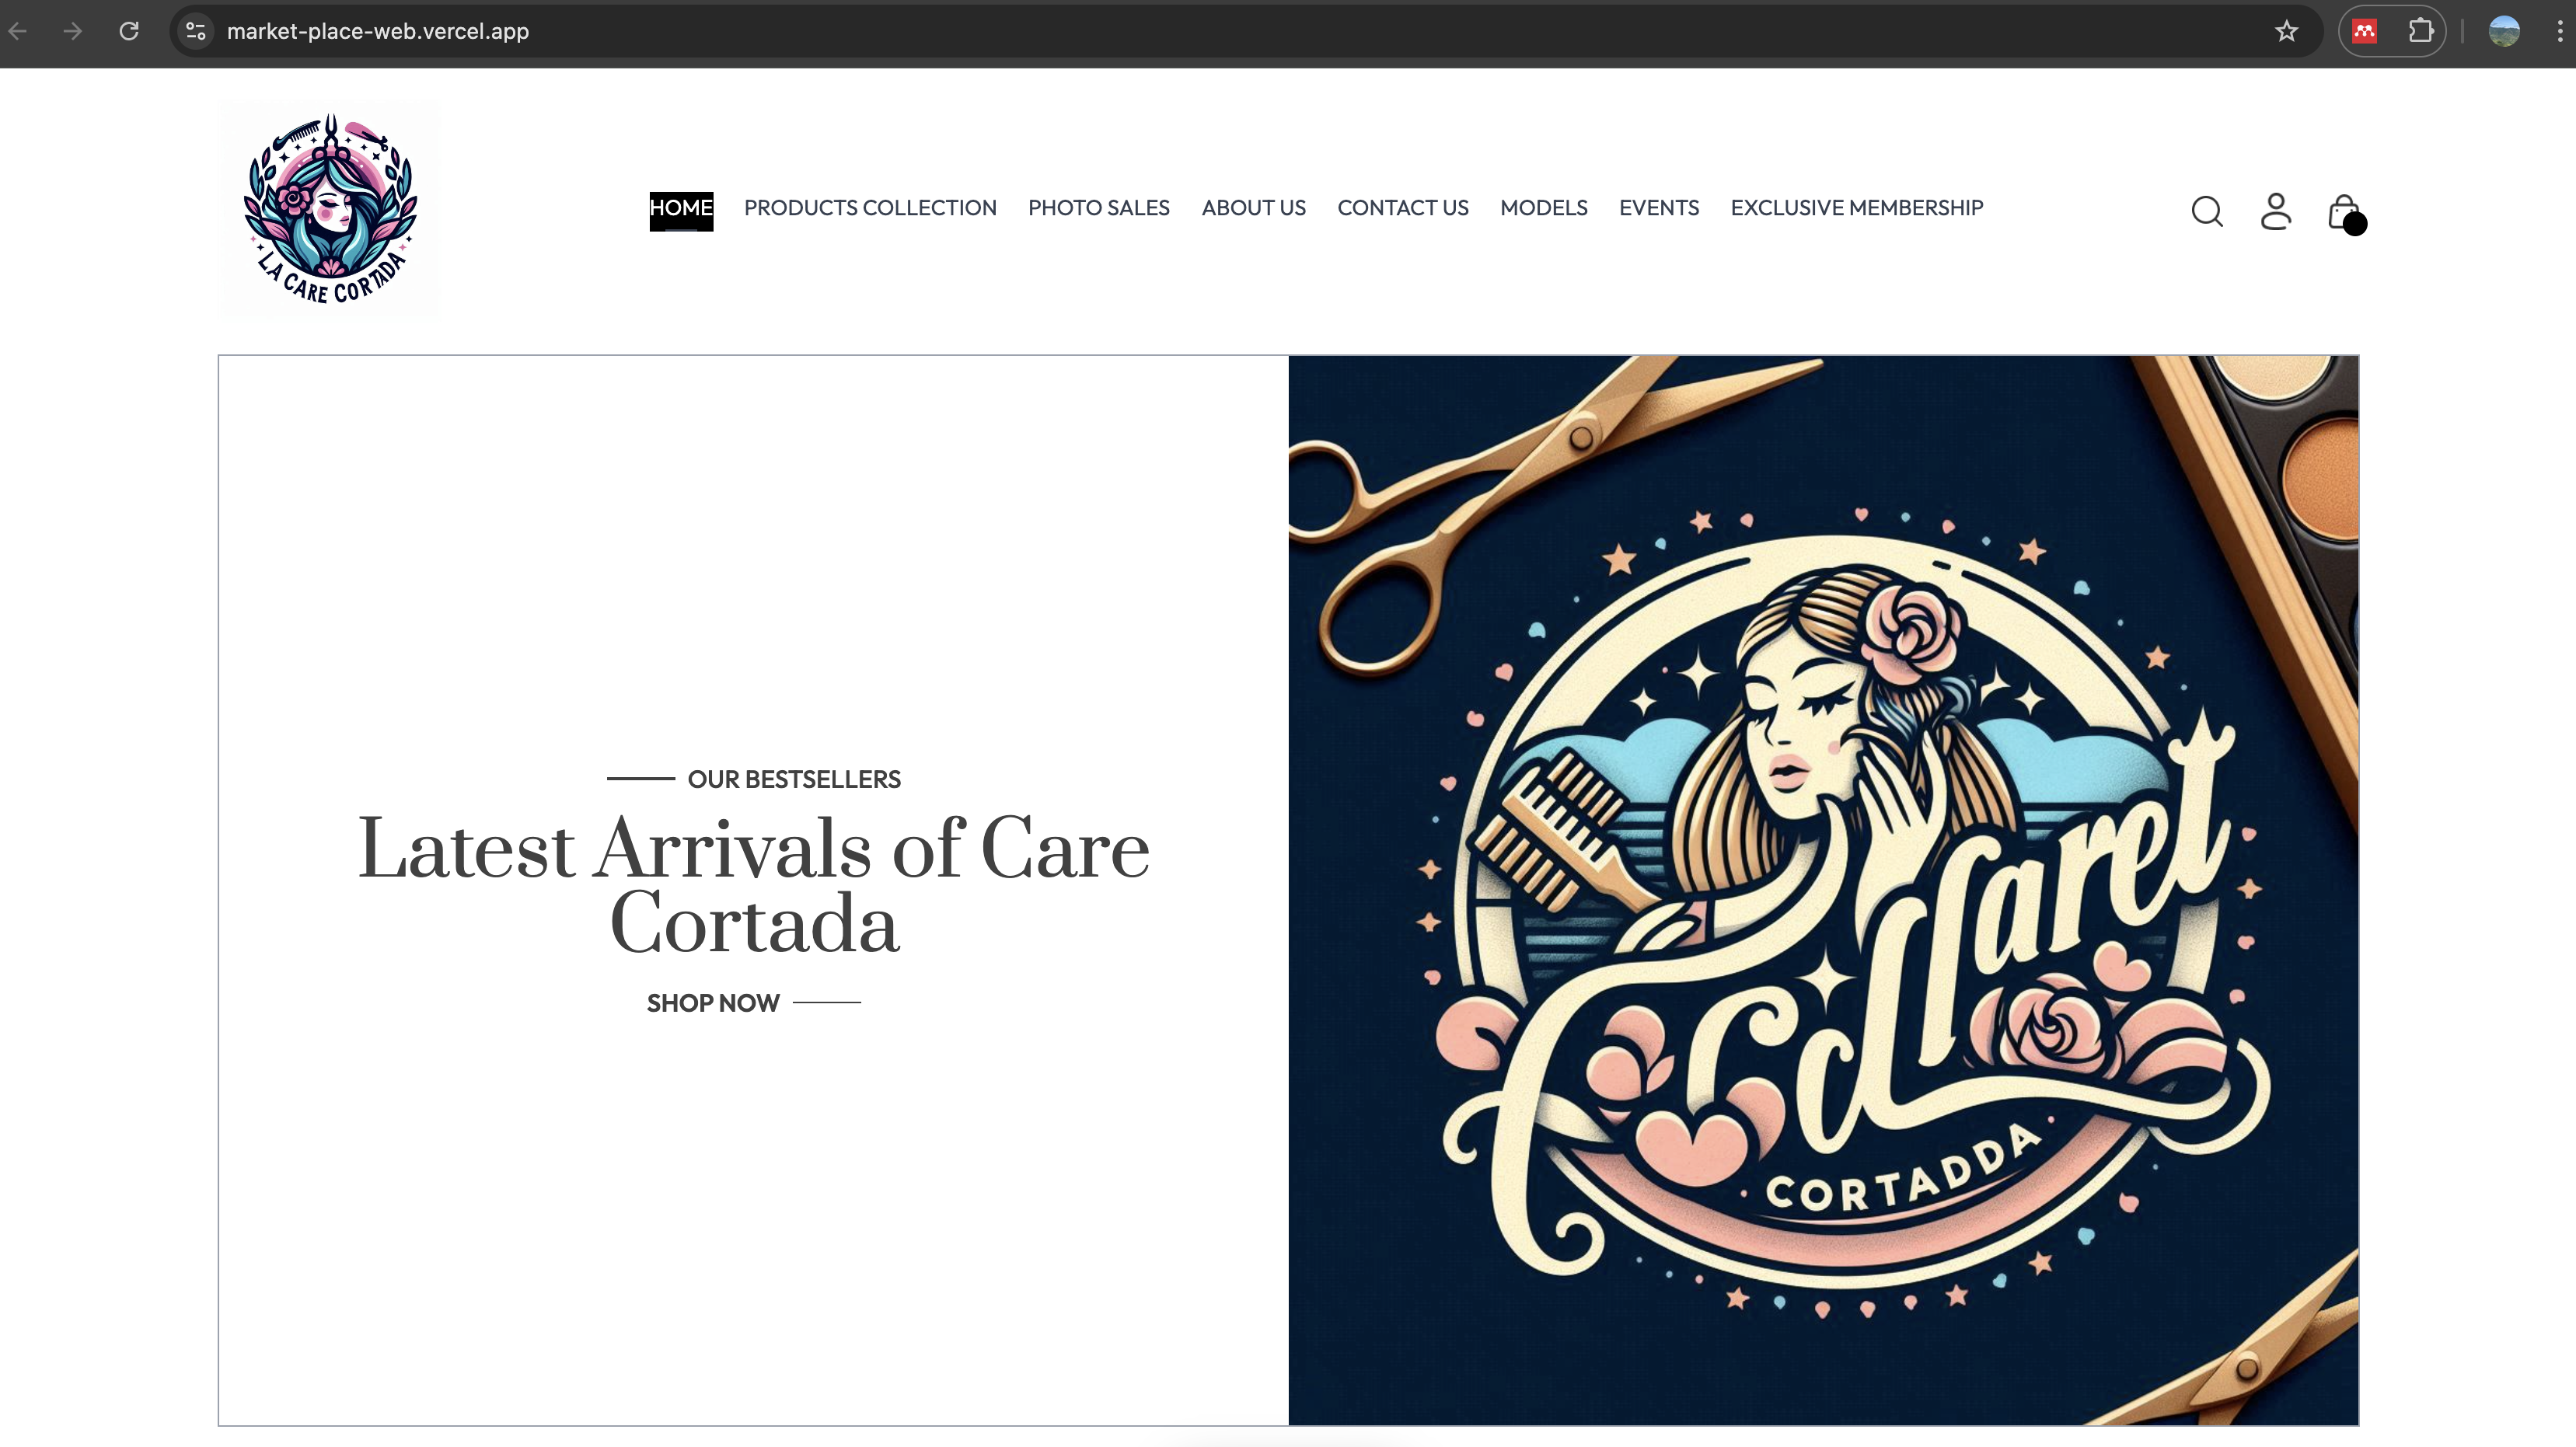 market-place-web.vercel.app
LA CARE CORTADA
HOME PRODUCTS COLLECTION PHOTO SALES ABOUT US CONTACT US MODELS EVENTS EXCLUSIVE MEMBERSHIP
OUR BESTSELLERS
Latest Arrivals of Care
Cortada
SHOP NOW
CORTADDA